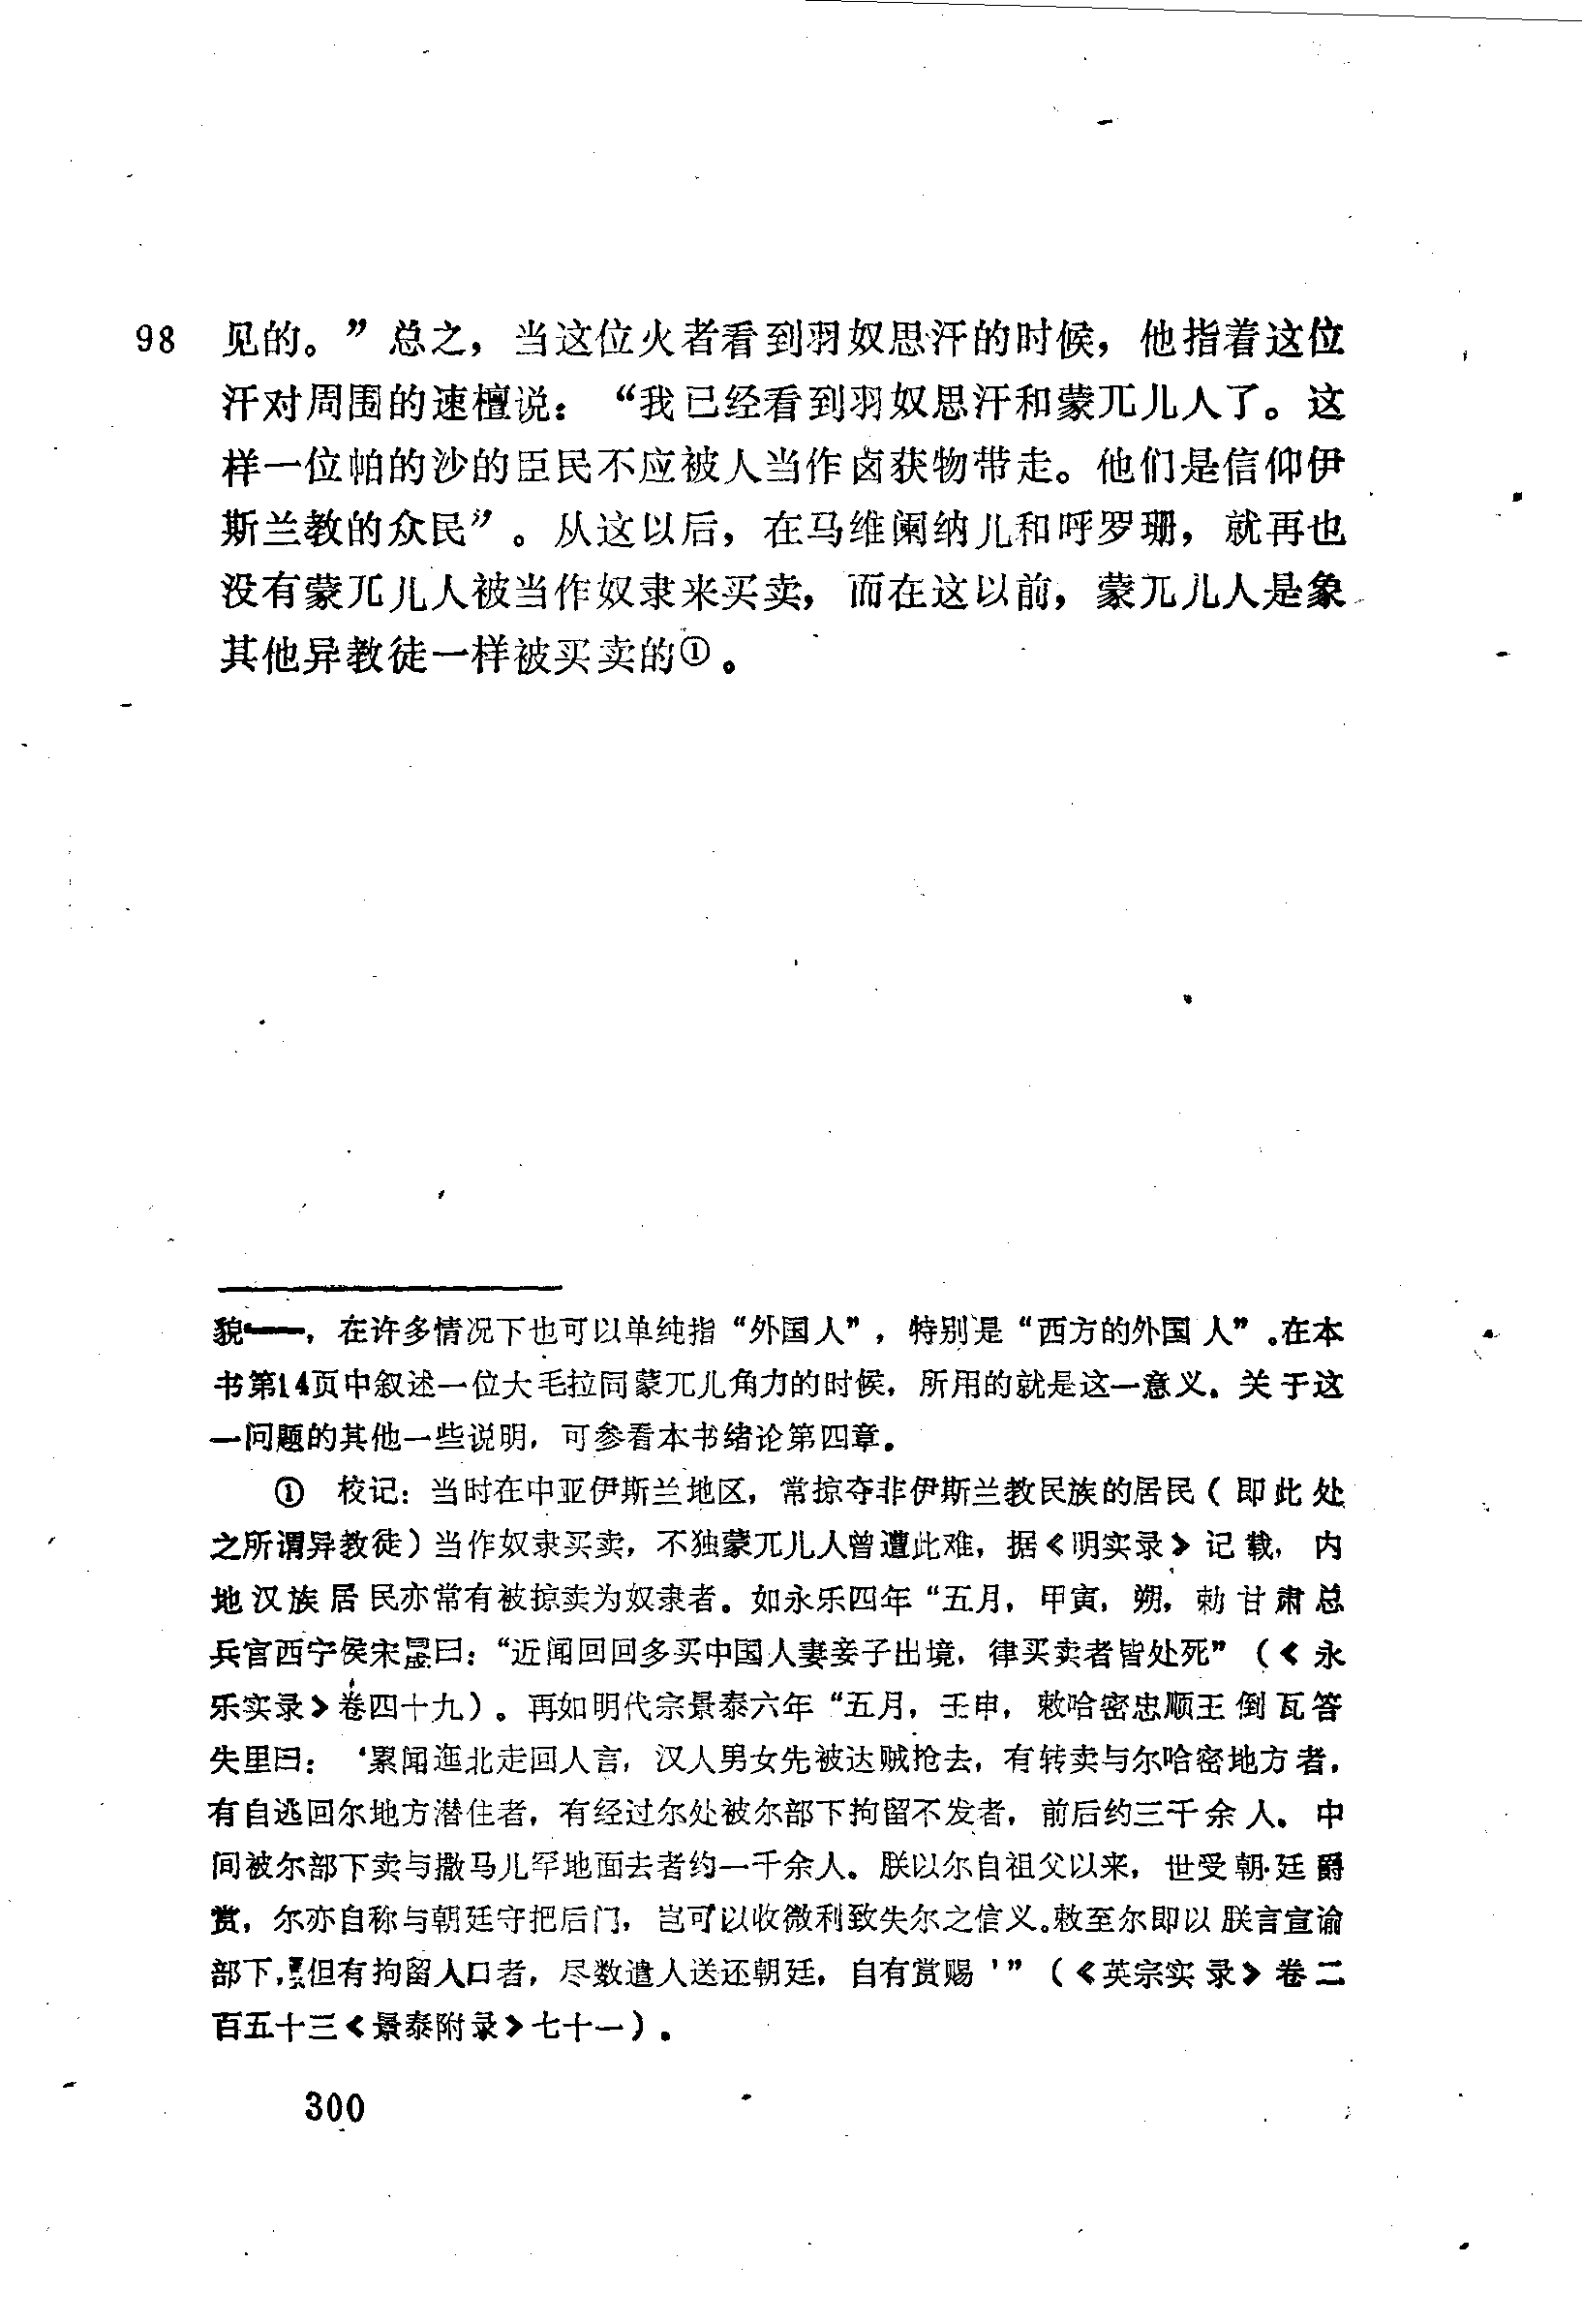 98 见的。”总之，当这位火者看到羽奴思汗的时候，他指着这位
汗对周围的速檀说：“我已经看到羽奴思汗和蒙兀儿人了。这
样一位帕的沙的臣民不应被人当作卤获物带走。他们是信仰伊
斯兰教的众民”。从这以后，在马维阑纳儿和呼罗珊，就再也
没有蒙兀儿人被当作奴隶来买卖，而在这以前，蒙兀儿人是象
其他异教徒一样被买卖的①。
貌——，在许多情况下也可以单纯指“外国人”，特别是“西方的外国人”。在本
书第14页中叙述一位大毛拉同蒙兀儿角力的时候，所用的就是这一意义。关于这
一问题的其他一些说明，可参看本书绪论第四章。
① 校记：当时在中亚伊斯兰地区，常掠夺非伊斯兰教民族的居民（即此处
之所谓异教徒）当作奴隶买卖，不独蒙兀儿人曾遭此难，据《明实录》记载，内
地汉族居民亦常有被掠卖为奴隶者。如永乐四年“五月，甲寅，朔，勅甘肃总
兵官西宁侯宋曰：“近闻回回多买中国人妻妾子出境，律买卖者皆处死”（《永
乐实录》卷四十九）。再如明代宗景泰六年“五月，壬申，敕哈密忠顺王倒瓦答
失里曰：‘累闻迤北走回人言，汉人男女先被达贼抢去，有转卖与尔哈密地方者，
有自逃回尔地方潜住者，有经过尔处被尔部下拘留不发者，前后约三千余人。中
间被尔部下卖与撒马儿罕地面去者约一千余人。朕以尔自祖父以来，世受朝廷爵
赏，尔亦自称与朝廷守把后门，岂可以收微利致失尔之信义。敕至尔即以朕言宣谕
部下，但有拘留人口者，尽数遣人送还朝廷，自有赏赐’”（《英宗实录》卷二
百五十三《景泰附录》七十一）。
300